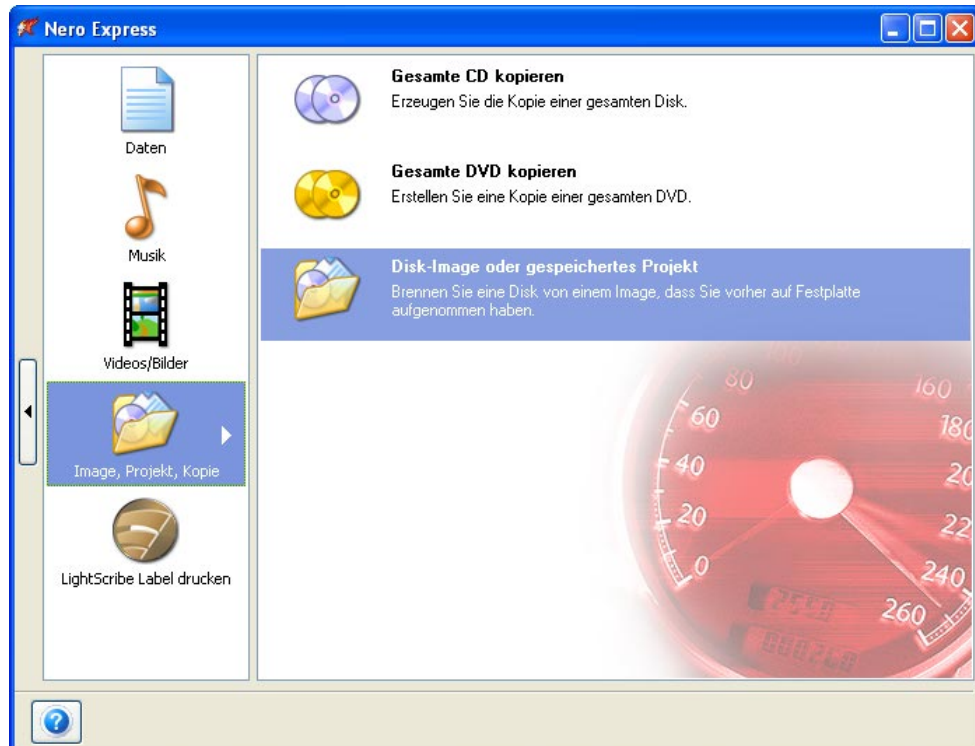 Nero Express
Daten
Musik
Videos/Bilder
Image, Projekt, Kopie
LightScribe Label drucken
Gesamte CD kopieren
Erzeugen Sie die Kopie einer gesamten Disk.
Gesamte DVD kopieren
Erstellen Sie eine Kopie einer gesamten DVD.
Disk-Image oder gespeichertes Projekt
Brennen Sie eine Disk von einem Image, dass Sie vorher auf Festplatte
aufgenommen haben.
0
20
40
60
80
100
160
180
20
22
240
260
000260
?